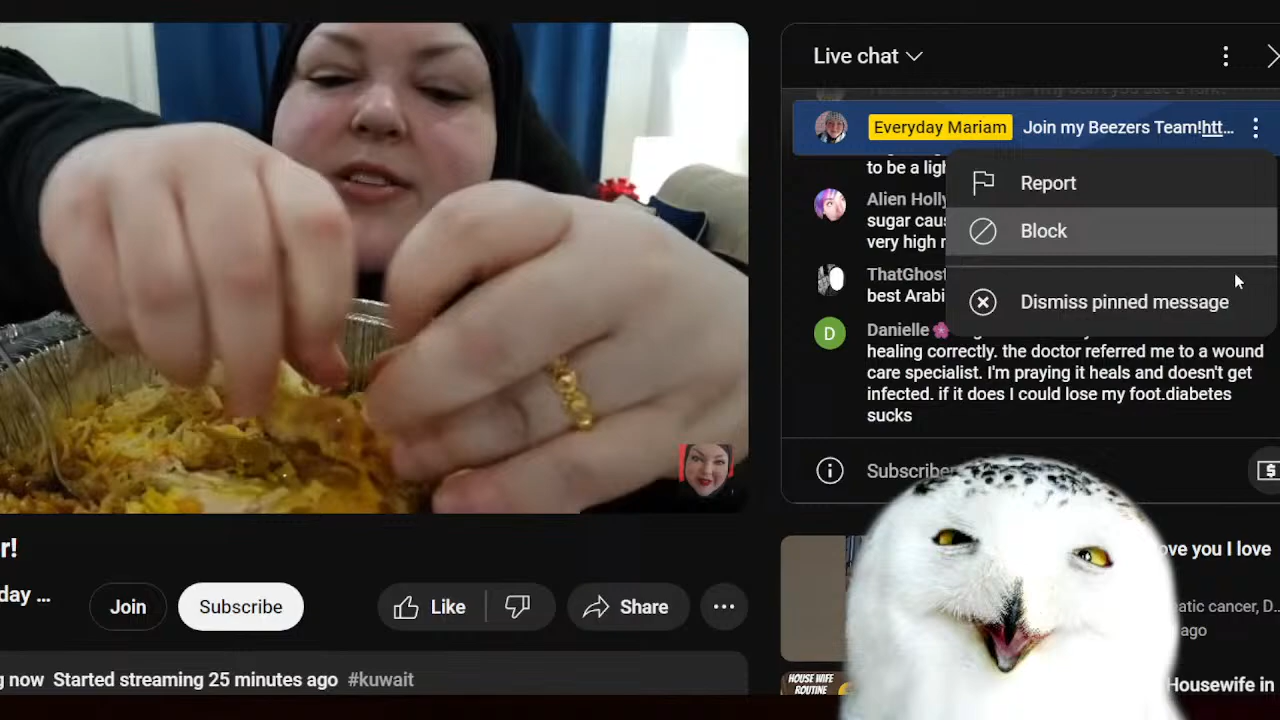 Live chat
Everyday Mariam Join my Beezers Team!htt...
to be a ligh
Report
Alien Holly
sugar cau
very high
Block
ThatGhost
best Arabi
Dismiss pinned message
Danielle
healing correctly. the doctor referred me to a wound
care specialist. I'm praying it heals and doesn't get
infected. if it does I could lose my foot.diabetes
sucks
Subscribe
r!
day ...
Join
Subscribe
Like
Share
g now Started streaming 25 minutes ago #kuwait
ove you I love
atic cancer, D...
ago
HOUSE WIFE
ROUTINE
Housewife in
D
$